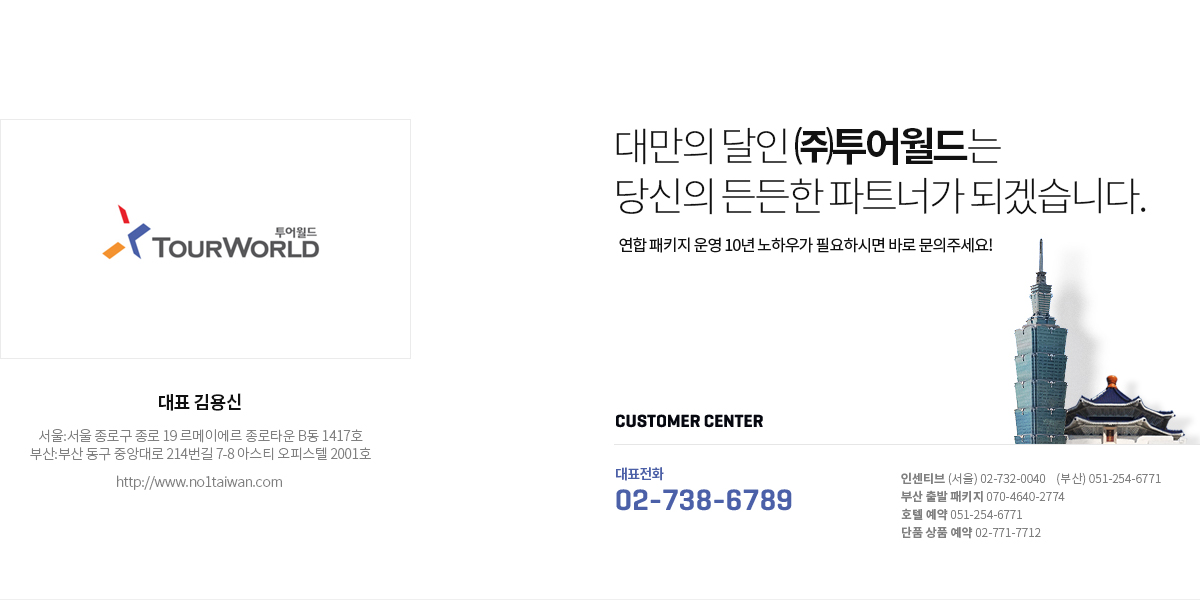 투어월드
TOURWORLD
대표 김용신
서울:서울 종로구 종로 19 르메이에르 종로타운 B동 1417호
부산:부산 동구 중앙대로 214번길 7-8 아스티 오피스텔 2001호
http://www.no1taiwan.com
대만의 달인 ㈜투어월드는
당신의 든든한 파트너가 되겠습니다.
연합 패키지 운영 10년 노하우가 필요하시면 바로 문의주세요!
CUSTOMER CENTER
대표전화
02-738-6789
인센티브 (서울) 02-732-0040 (부산) 051-254-6771
부산 출발 패키지 070-4640-2774
호텔 예약 051-254-6771
단품 상품 예약 02-771-7712